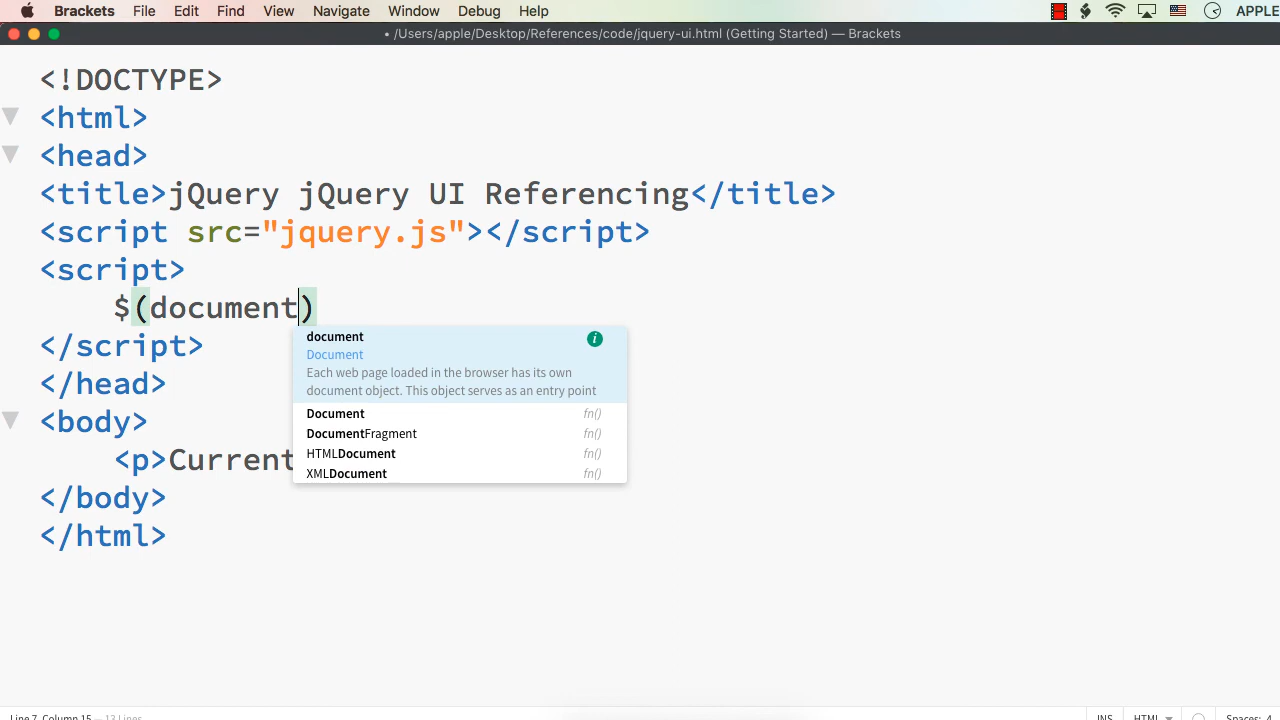 Brackets File Edit Find View Navigate Window Debug Help APPLE
• /Users/apple/Desktop/References/code/jquery-ui.html (Getting Started) — Brackets
<!DOCTYPE>
<html>
<head>
<title>jQuery jQuery UI Referencing</title>
<script src="jquery.js"></script>
<script>
$(document)
</script>
</head>
<body>
<p>Current
</body>
</html>
document
Document
Each web page loaded in the browser has its own
document object. This object serves as an entry point
Document fn()
DocumentFragment fn()
HTMLDocument fn()
XMLDocument fn()
Line 7, Column 15 — 13 Lines INS HTML Spaces: 4